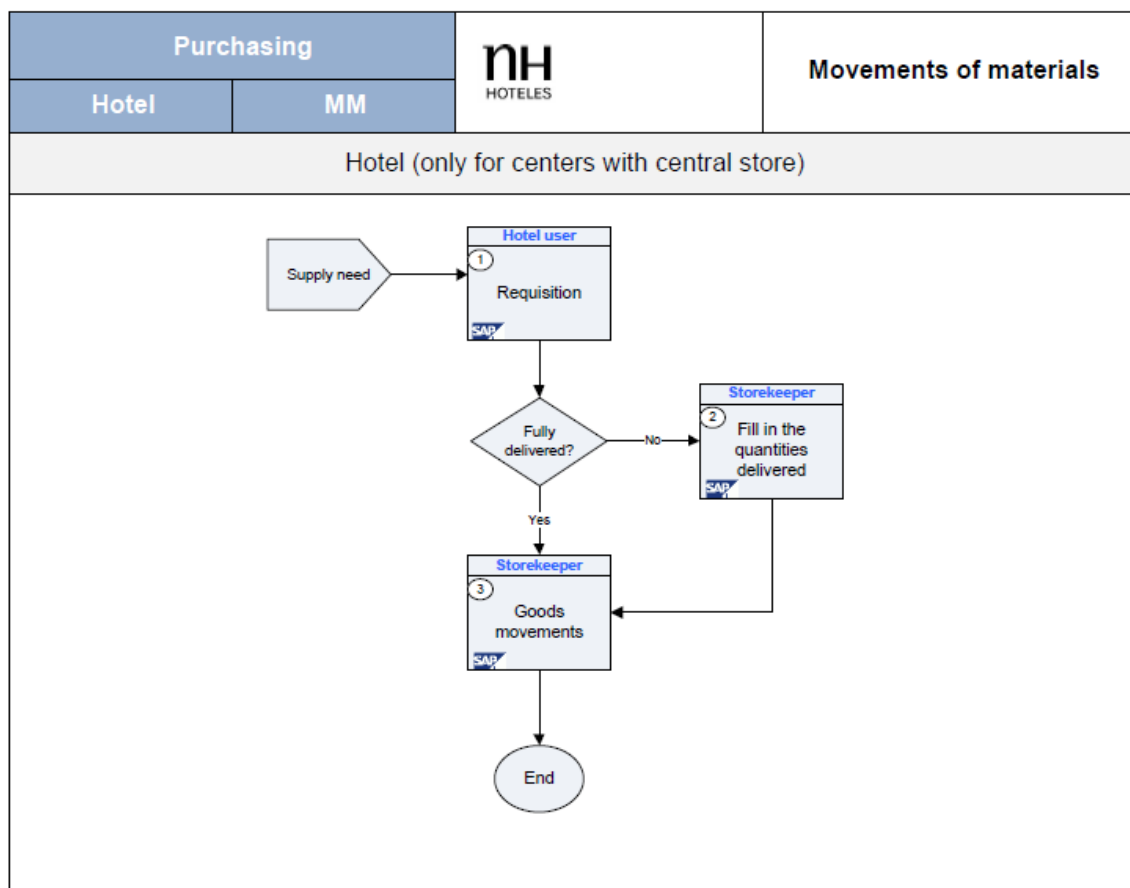 Purchasing
Hotel
MM
nH
HOTELES
Movements of materials
Hotel (only for centers with central store)
Supply need
Hotel user
1
Requisition
SAP
Fully
delivered?
No
Storekeeper
2
Fill in the
quantities
delivered
SAP
Yes
Storekeeper
3
Goods
movements
SAP
End